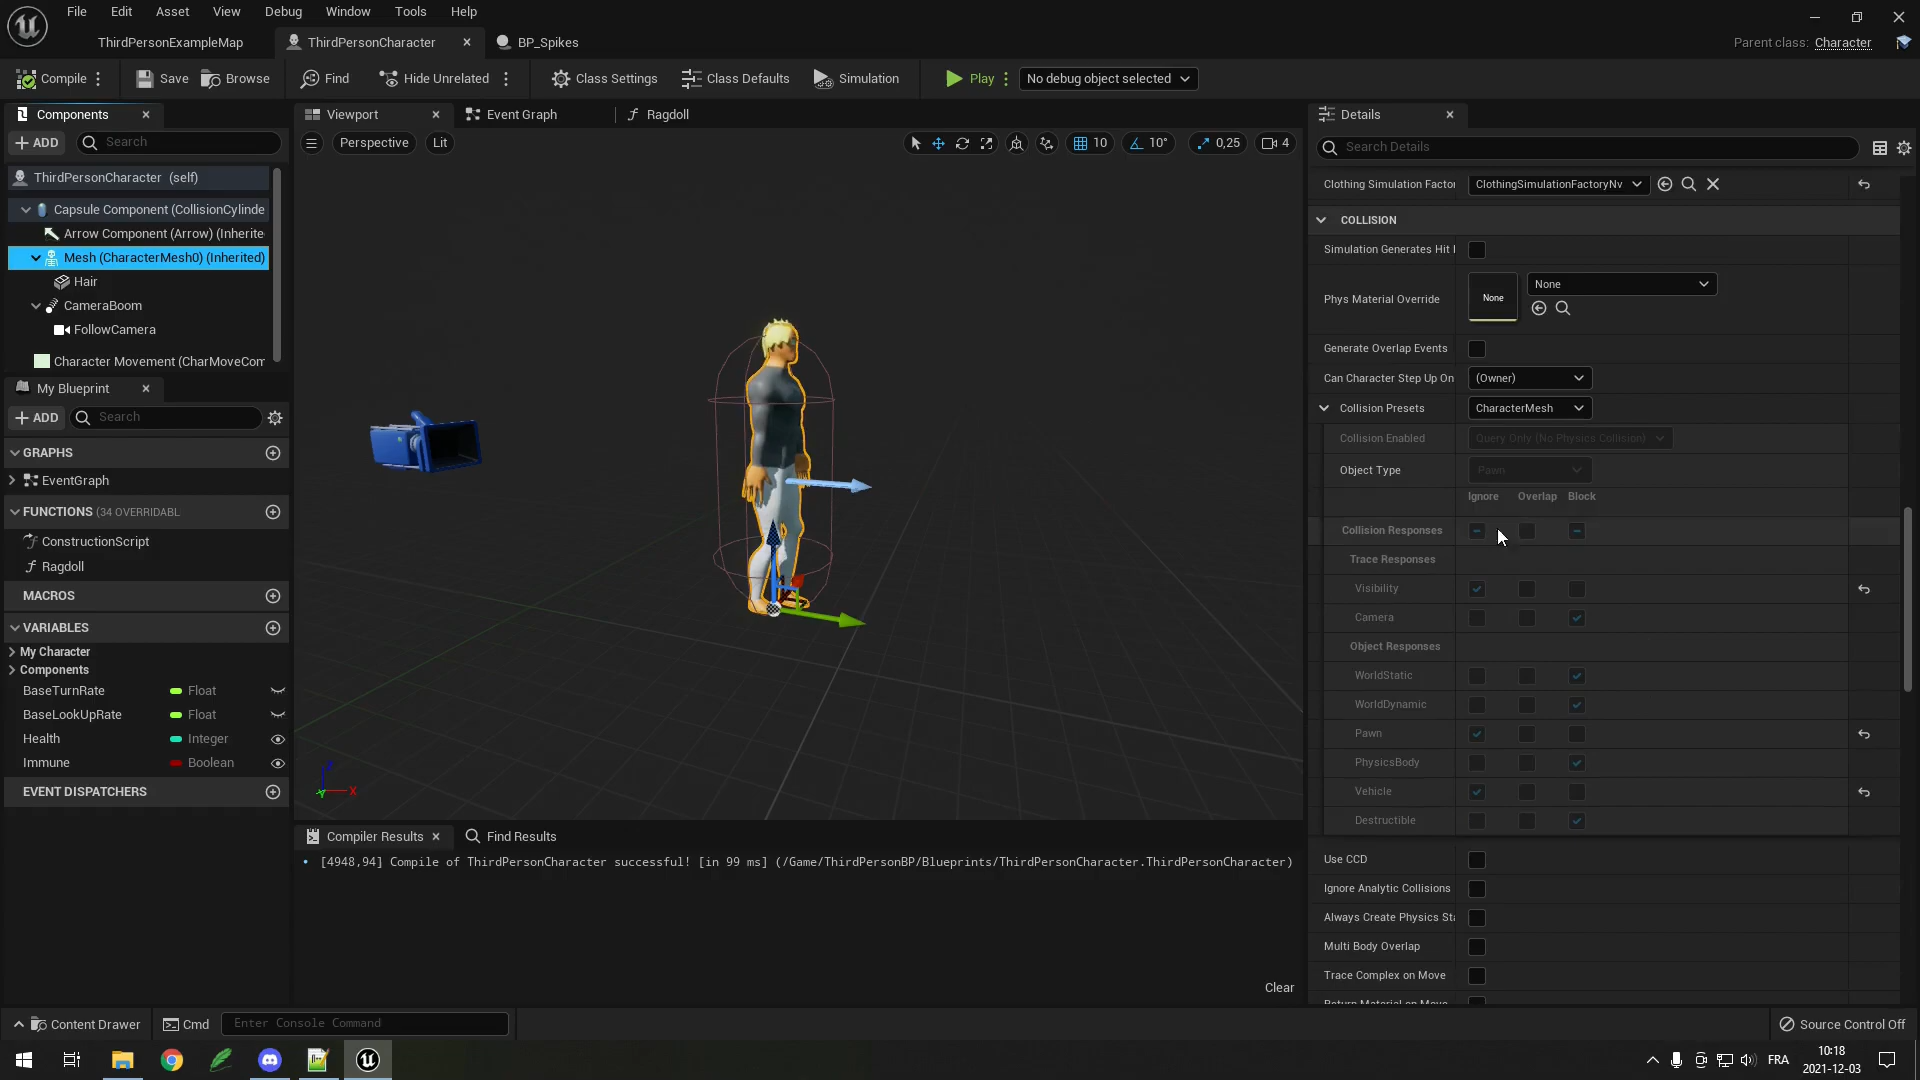 File Edit Asset View Debug Window Tools Help
ThirdPersonExampleMap ThirdPersonCharacter BP_Spikes Parent class: Character
Compile Save Browse Find Hide Unrelated Class Settings Class Defaults Simulation Play No debug object selected
Components Viewport Event Graph Ragdoll Details
ADD Search Perspective Lit 10 10° 0,25 4 Search Details
ThirdPersonCharacter (self)
Capsule Component (CollisionCylinde
Arrow Component (Arrow) (Inherite
Mesh (CharacterMesh0) (Inherited)
Hair
CameraBoom
FollowCamera
Character Movement (CharMoveCom
My Blueprint
ADD Search
GRAPHS
EventGraph
FUNCTIONS (34 OVERRIDABL
ConstructionScript
Ragdoll
MACROS
VARIABLES
My Character
Components
BaseTurnRate Float
BaseLookUpRate Float
Health Integer
Immune Boolean
EVENT DISPATCHERS
Z
X
Y
Compiler Results Find Results
[4948,94] Compile of ThirdPersonCharacter successful! [in 99 ms] (/Game/ThirdPersonBP/Blueprints/ThirdPersonCharacter.ThirdPersonCharacter)
Clear
Clothing Simulation Factor ClothingSimulationFactoryNv
COLLISION
Simulation Generates Hit
Phys Material Override None None
Generate Overlap Events
Can Character Step Up On (Owner)
Collision Presets CharacterMesh
Collision Enabled Query Only (No Physics Collision)
Object Type Pawn
Ignore Overlap Block
Collision Responses
Trace Responses
Visibility
Camera
Object Responses
WorldStatic
WorldDynamic
Pawn
PhysicsBody
Vehicle
Destructible
Use CCD
Ignore Analytic Collisions
Always Create Physics Sta
Multi Body Overlap
Trace Complex on Move
Return Material on Move
Content Drawer Cmd Enter Console Command Source Control Off
FRA 10:18
2021-12-03